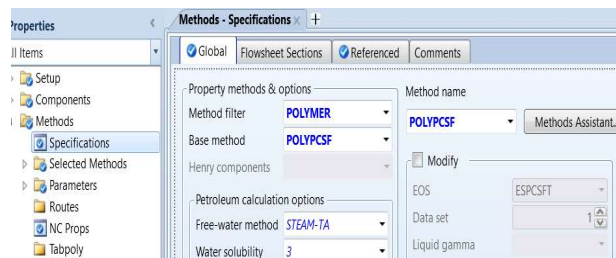 Properties
Methods - Specifications × +
All Items
Global Flowsheet Sections Referenced Comments
Setup
Components
Methods
Specifications
Selected Methods
Parameters
Routes
NC Props
Tabpoly
Property methods & options
Method filter POLYMER
Base method POLYPCSF
Henry components
Petroleum calculation options
Free-water method STEAM-TA
Water solubility 3
Method name
POLYPCSF Methods Assistant..
Modify
EOS ESPCSFT
Data set 1
Liquid gamma